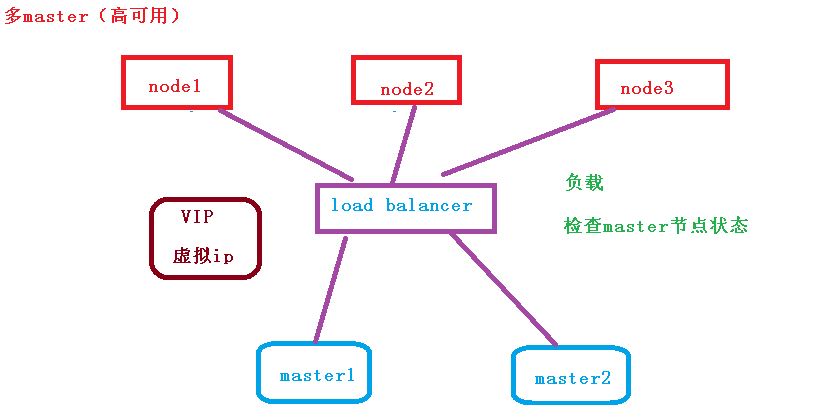 多master（高可用）
node1
node2
node3
load balancer
负载
检查master节点状态
VIP
虚拟ip
master1
master2